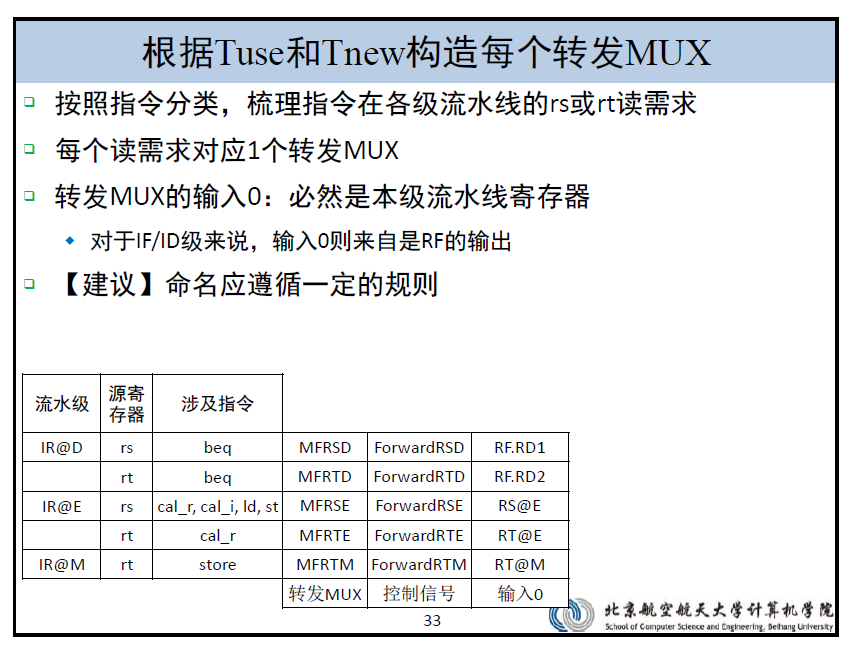 根据Tuse和Tnew构造每个转发MUX
按照指令分类，梳理指令在各级流水线的rs或rt读需求
每个读需求对应1个转发MUX
转发MUX的输入0：必然是本级流水线寄存器
对于IF/ID级来说，输入0则来自是RF的输出
【建议】命名应遵循一定的规则
流水级 源寄存器 涉及指令
IR@D rs beq MFRSD ForwardRSD RF.RD1
rt beq MFRTD ForwardRTD RF.RD2
IR@E rs cal_r, cal_i, ld, st MFRSE ForwardRSE RS@E
rt cal_r MFRTE ForwardRTE RT@E
IR@M rt store MFRTM ForwardRTM RT@M
转发MUX 控制信号 输入0
33
北京航空航天大学计算机学院
School of Computer Science and Engineering, Beihang University